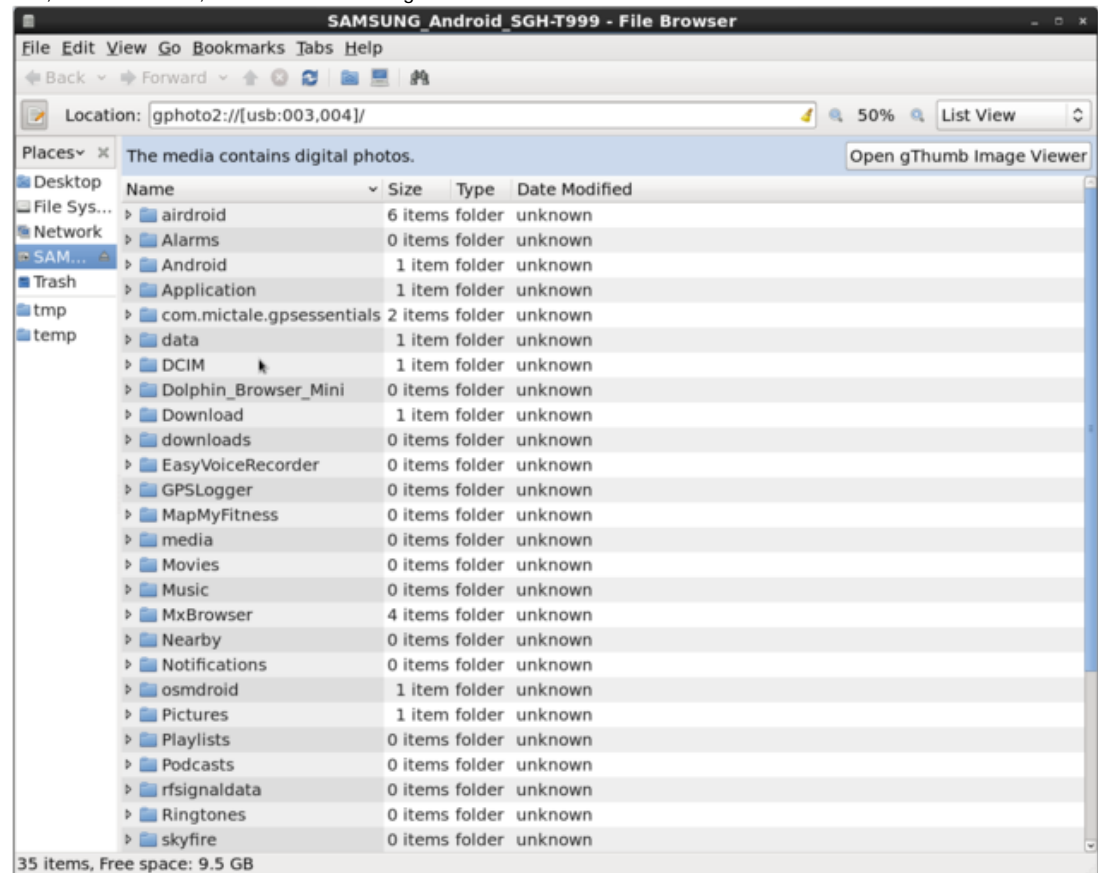 SAMSUNG_Android_SGH-T999 - File Browser
File Edit View Go Bookmarks Tabs Help
Back Forward
Location: gphoto2://[usb:003,004]/ 50% List View
Places The media contains digital photos. Open gThumb Image Viewer
Desktop
File Sys...
Network
SAM...
Trash
tmp
temp
Name Size Type Date Modified
airdroid 6 items folder unknown
Alarms 0 items folder unknown
Android 1 item folder unknown
Application 1 item folder unknown
com.mictale.gpsessentials 2 items folder unknown
data 1 item folder unknown
DCIM 1 item folder unknown
Dolphin_Browser_Mini 0 items folder unknown
Download 1 item folder unknown
downloads 0 items folder unknown
EasyVoiceRecorder 0 items folder unknown
GPSLogger 0 items folder unknown
MapMyFitness 0 items folder unknown
media 0 items folder unknown
Movies 0 items folder unknown
Music 0 items folder unknown
MxBrowser 4 items folder unknown
Nearby 0 items folder unknown
Notifications 0 items folder unknown
osmdroid 1 item folder unknown
Pictures 1 item folder unknown
Playlists 0 items folder unknown
Podcasts 0 items folder unknown
rfsignaldata 0 items folder unknown
Ringtones 0 items folder unknown
skyfire 0 items folder unknown
35 items, Free space: 9.5 GB